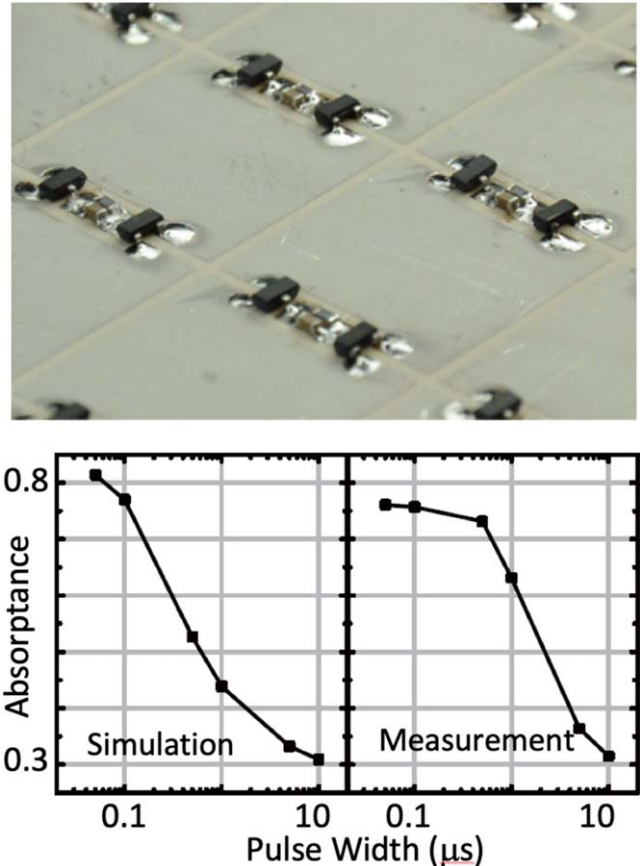 0.8
0.3
Absorptance
Simulation
Measurement
0.1
10
0.1
10
Pulse Width (μs)